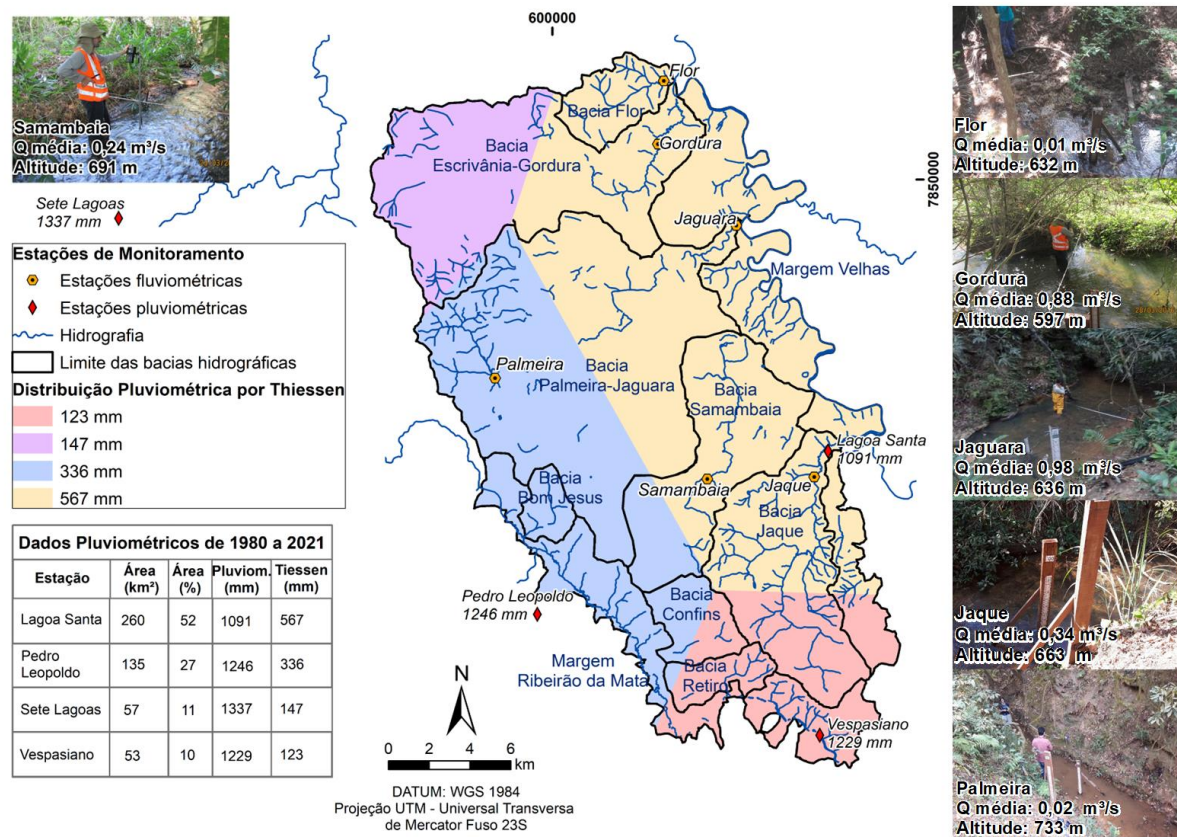 600000
7850000
Samambaia
Q média: 0,24 m³/s
Altitude: 691 m
Sete Lagoas
1337 mm
Estações de Monitoramento
Estações fluviométricas
Estações pluviométricas
Hidrografia
Limite das bacias hidrográficas
Distribuição Pluviométrica por Thiessen
123 mm
147 mm
336 mm
567 mm
Dados Pluviométricos de 1980 a 2021
Estação Área (km²) Área (%) Pluviom. (mm) Tiessen (mm)
Lagoa Santa 260 52 1091 567
Pedro Leopoldo 135 27 1246 336
Sete Lagoas 57 11 1337 147
Vespasiano 53 10 1229 123
Flor
Bacia Flor
Gordura
Bacia
Escrivânia-Gordura
Jaguara
Margem Velhas
Palmeira
Bacia
Palmeira-Jaguara
Bacia
Samambaia
Lagoa Santa
1091 mm
Samambaia
Jaque
Bacia
Jaque
Bacia
Bom Jesus
Pedro Leopoldo
1246 mm
Bacia
Confins
Margem
Ribeirão da Mata
Bacia
Retiro
Vespasiano
1229 mm
N
0 2 4 6
km
DATUM: WGS 1984
Projeção UTM - Universal Transversa
de Mercator Fuso 23S
Flor
Q média: 0,01 m³/s
Altitude: 632 m
Gordura
Q média: 0,88 m³/s
Altitude: 597 m
Jaguara
Q média: 0,98 m³/s
Altitude: 636 m
Jaque
Q média: 0,34 m³/s
Altitude: 663 m
Palmeira
Q média: 0,02 m³/s
Altitude: 733 m